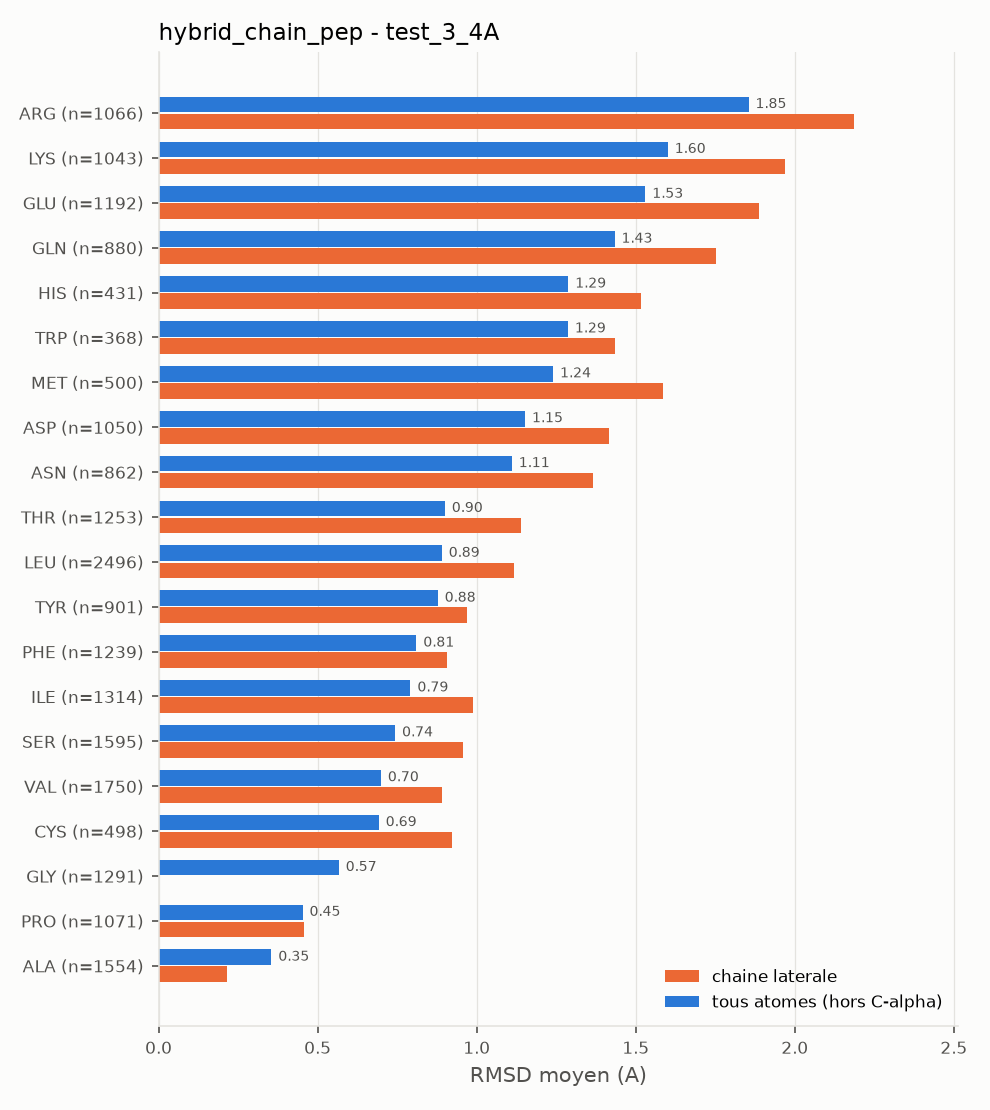 hybrid_chain_pep - test_3_4A
ARG (n=1066) 1.85
LYS (n=1043) 1.60
GLU (n=1192) 1.53
GLN (n=880) 1.43
HIS (n=431) 1.29
TRP (n=368) 1.29
MET (n=500) 1.24
ASP (n=1050) 1.15
ASN (n=862) 1.11
THR (n=1253) 0.90
LEU (n=2496) 0.89
TYR (n=901) 0.88
PHE (n=1239) 0.81
ILE (n=1314) 0.79
SER (n=1595) 0.74
VAL (n=1750) 0.70
CYS (n=498) 0.69
GLY (n=1291) 0.57
PRO (n=1071) 0.45
ALA (n=1554) 0.35
chaine laterale
tous atomes (hors C-alpha)
0.0 0.5 1.0 1.5 2.0 2.5
RMSD moyen (A)